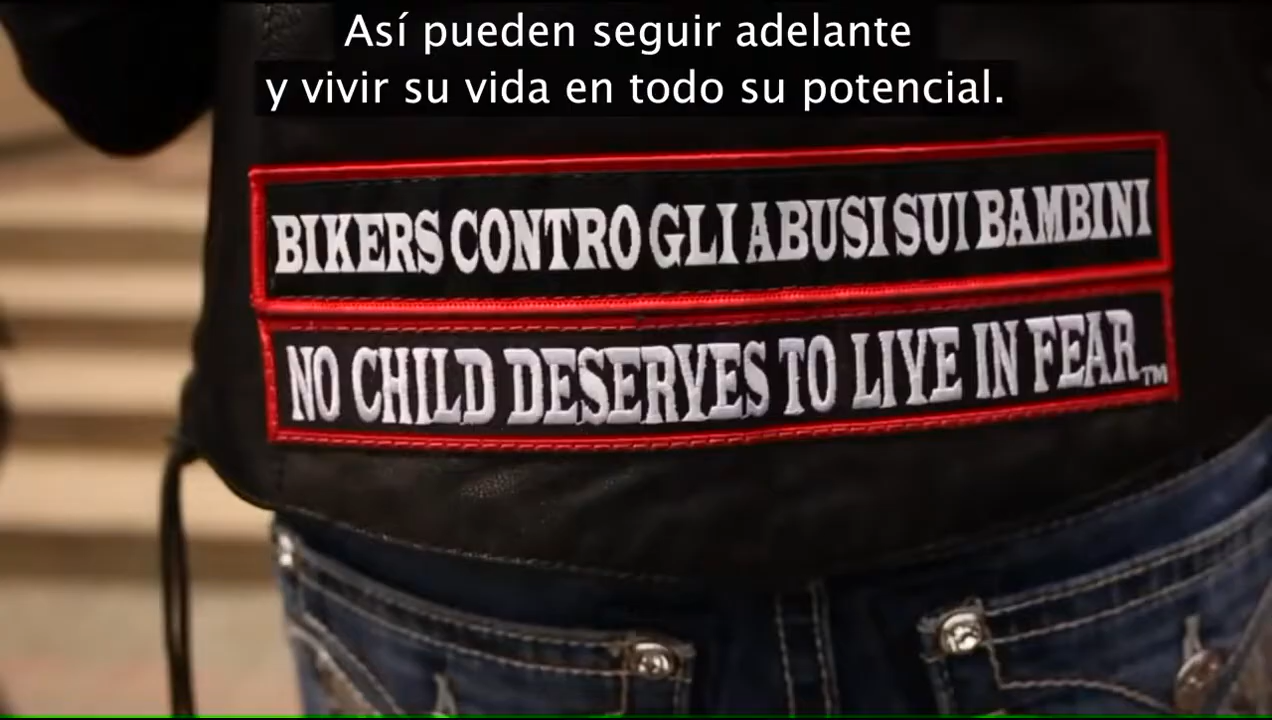 Así pueden seguir adelante
y vivir su vida en todo su potencial.
BIKERS CONTRO GLI ABUSI SUI BAMBINI
NO CHILD DESERVES TO LIVE IN FEAR™